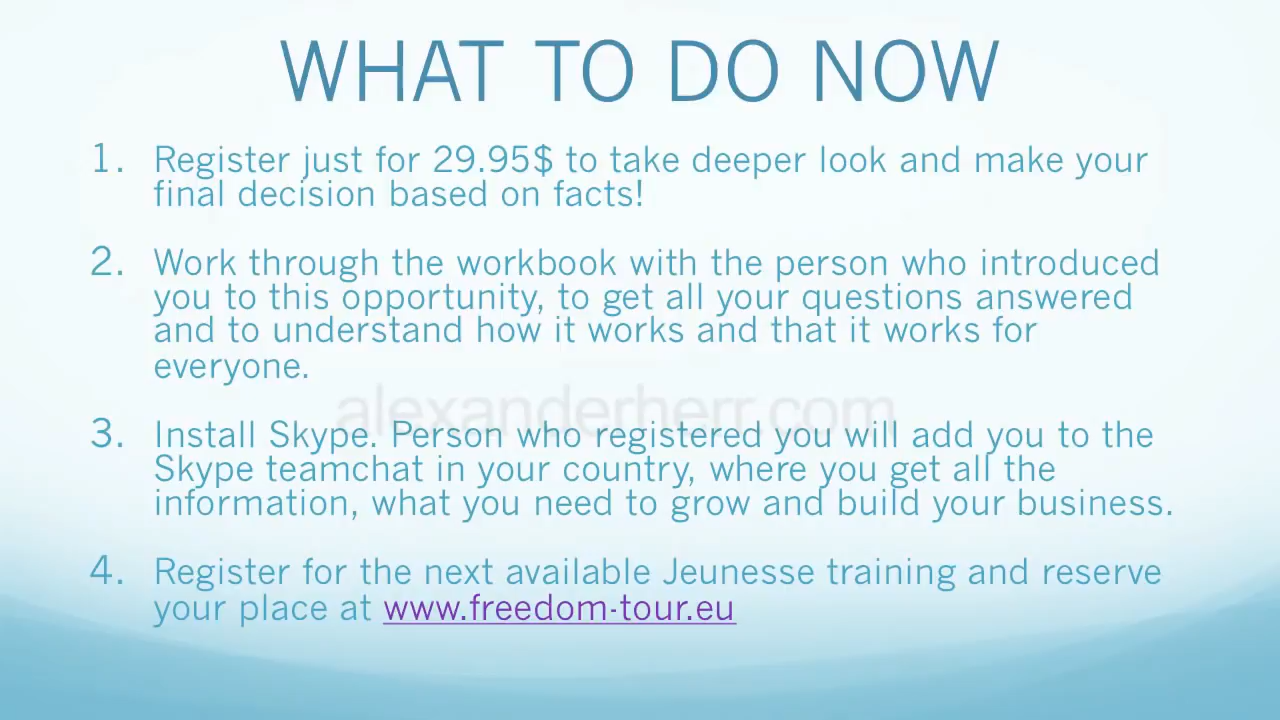 WHAT TO DO NOW
1. Register just for 29.95$ to take deeper look and make your
final decision based on facts!
2. Work through the workbook with the person who introduced
you to this opportunity, to get all your questions answered
and to understand how it works and that it works for
everyone.
alexanderherr.com
3. Install Skype. Person who registered you will add you to the
Skype teamchat in your country, where you get all the
information, what you need to grow and build your business.
4. Register for the next available Jeunesse training and reserve
your place at www.freedom-tour.eu